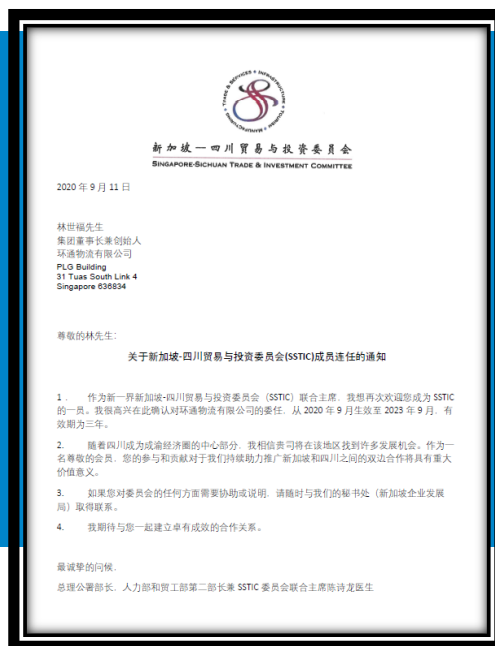 TRADE & SERVICES • INFRASTRUCTURE • TOURISM • MANUFACTURING •
新加坡—四川贸易与投资委员会
SINGAPORE-SICHUAN TRADE & INVESTMENT COMMITTEE
2020 年 9 月 11 日
林世福先生
集团董事长兼创始人
环通物流有限公司
PLG Building
31 Tuas South Link 4
Singapore 636834
尊敬的林先生：
关于新加坡-四川贸易与投资委员会(SSTIC)成员连任的通知
1 . 作为新一界新加坡-四川贸易与投资委员会（SSTIC）联合主席，我想再次欢迎您成为 SSTIC
的一员。我很高兴在此确认对环通物流有限公司的委任，从 2020 年 9 月生效至 2023 年 9 月，有
效期为三年。
2. 随着四川成为成渝经济圈的中心部分，我相信贵司将在该地区找到许多发展机会。作为一
名尊敬的会员，您的参与和贡献对于我们持续助力推广新加坡和四川之间的双边合作将具有重大
价值意义。
3. 如果您对委员会的任何方面需要协助或说明，请随时与我们的秘书处（新加坡企业发展
局）取得联系。
4. 我期待与您一起建立卓有成效的合作关系。
最诚挚的问候，
总理公署部长，人力部和贸工部第二部长兼 SSTIC 委员会联合主席陈诗龙医生